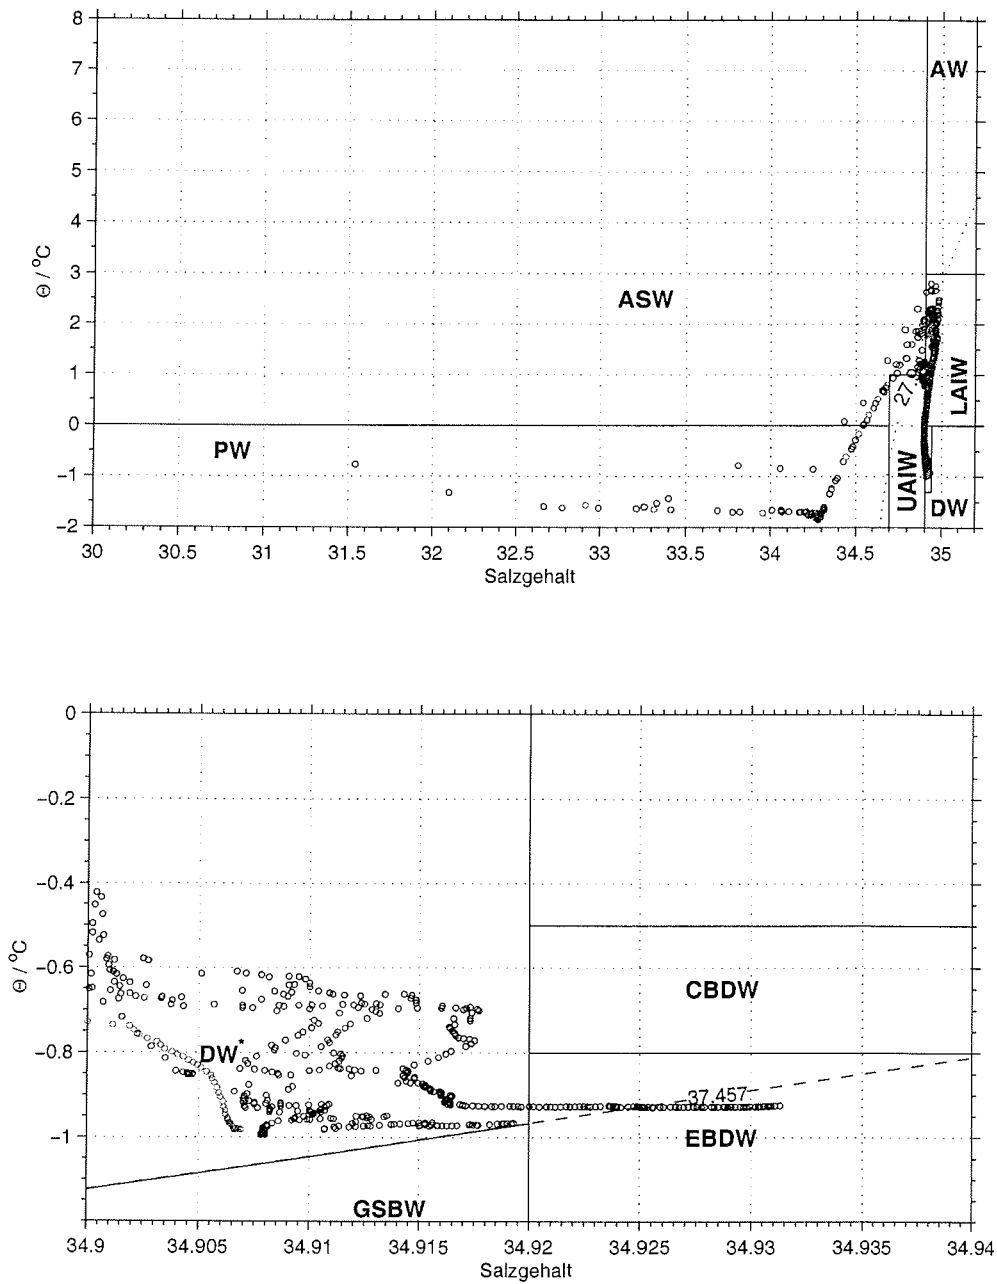 8
AW
7
6
5
4
Θ / °C
3
ASW
2
1
27.
LAIW
0
PW
UAIW
−1
DW
−2
30 30.5 31 31.5 32 32.5 33 33.5 34 34.5 35
Salzgehalt
0
−0.2
−0.4
Θ / °C
−0.6
CBDW
−0.8
DW*
37.457
−1
EBDW
GSBW
34.9 34.905 34.91 34.915 34.92 34.925 34.93 34.935 34.94
Salzgehalt